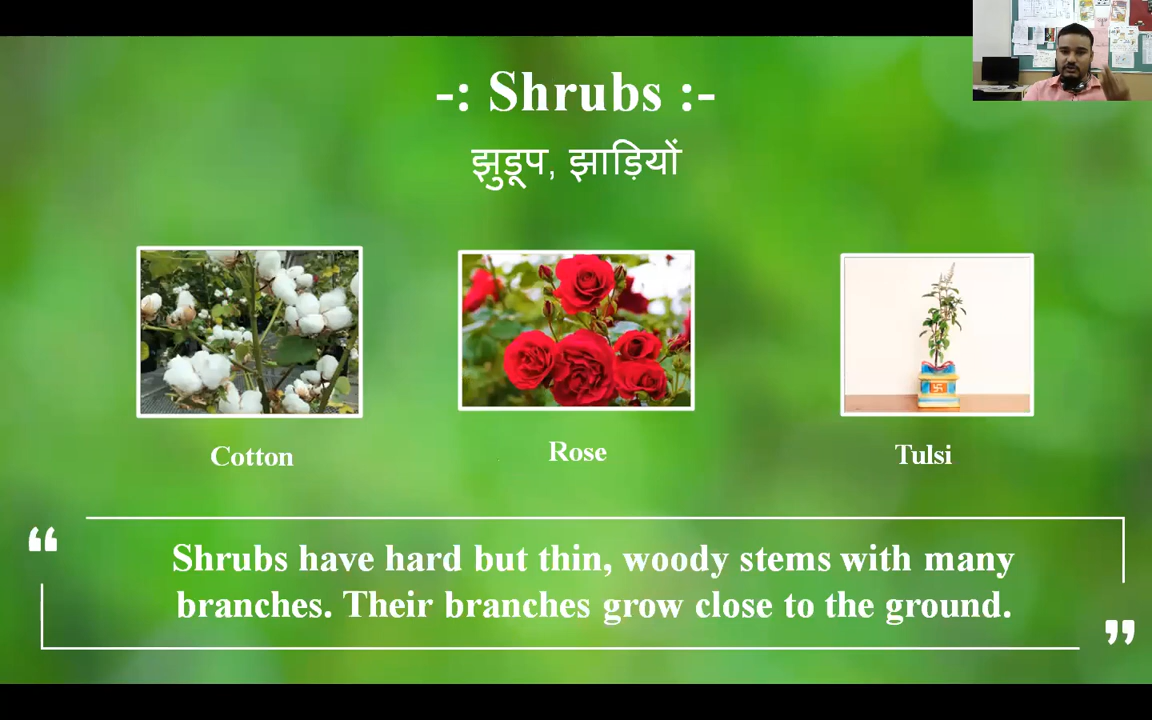 -: Shrubs :-
झुडूप, झाड़ियों
Cotton
Rose
Tulsi
“
Shrubs have hard but thin, woody stems with many
branches. Their branches grow close to the ground.
”